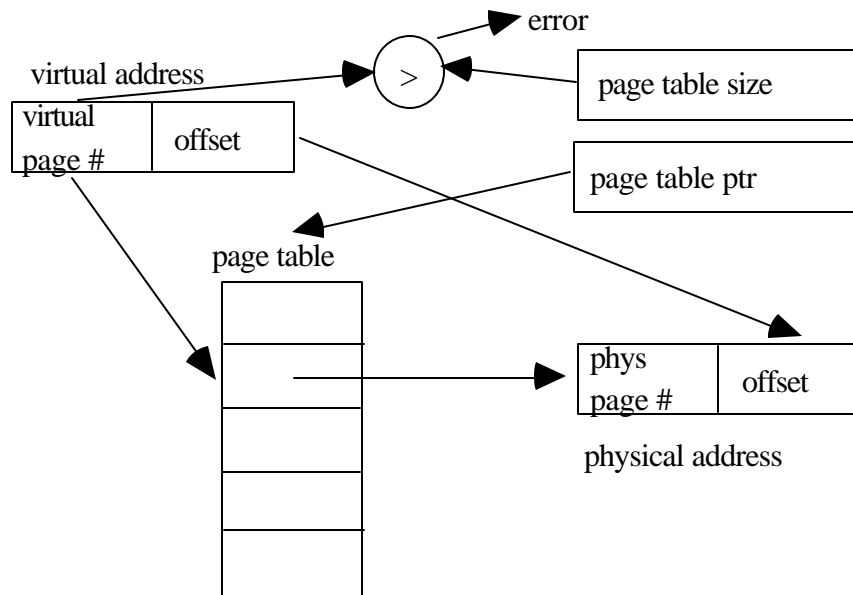 error
virtual address
>
page table size
virtual
page #
offset
page table ptr
page table
phys
page #
offset
physical address